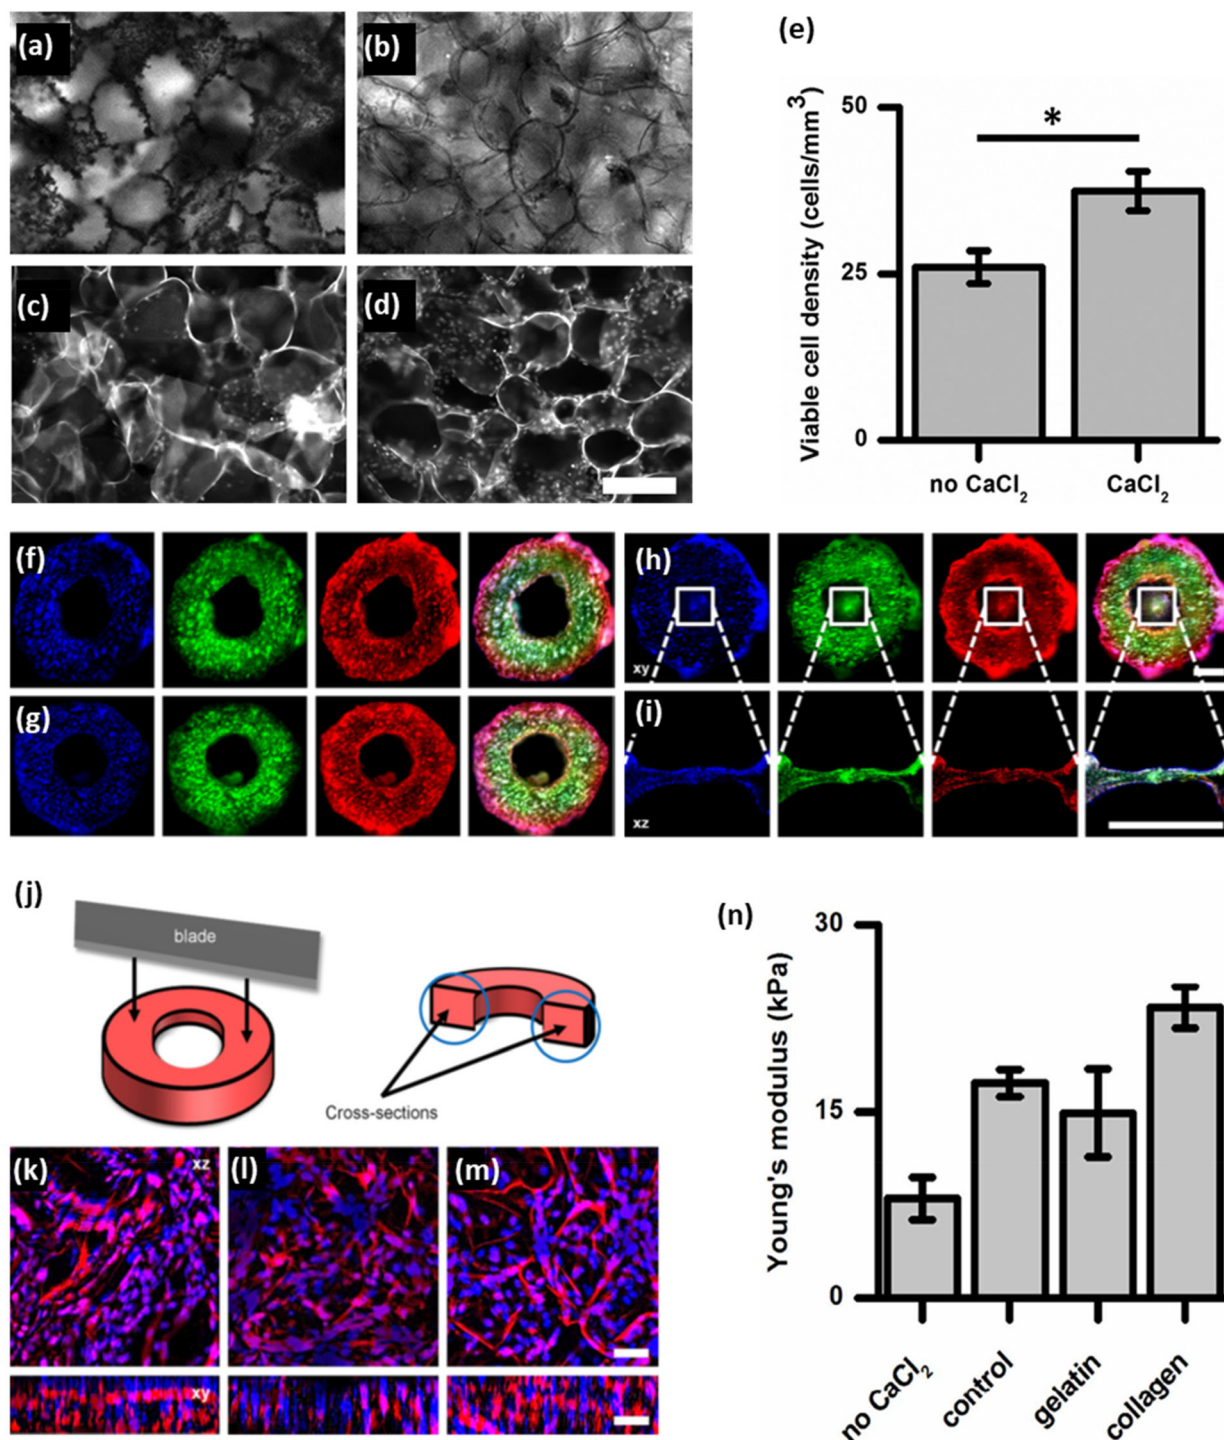 (a)
(b)
(c)
(d)
(e)
Viable cell density (cells/mm³)
50
25
0
*
no CaCl₂
CaCl₂
(f)
(g)
(h)
xy
(i)
xz
(j)
blade
Cross-sections
(k)
xz
(l)
(m)
xy
(n)
Young's modulus (kPa)
30
15
0
no CaCl₂
control
gelatin
collagen